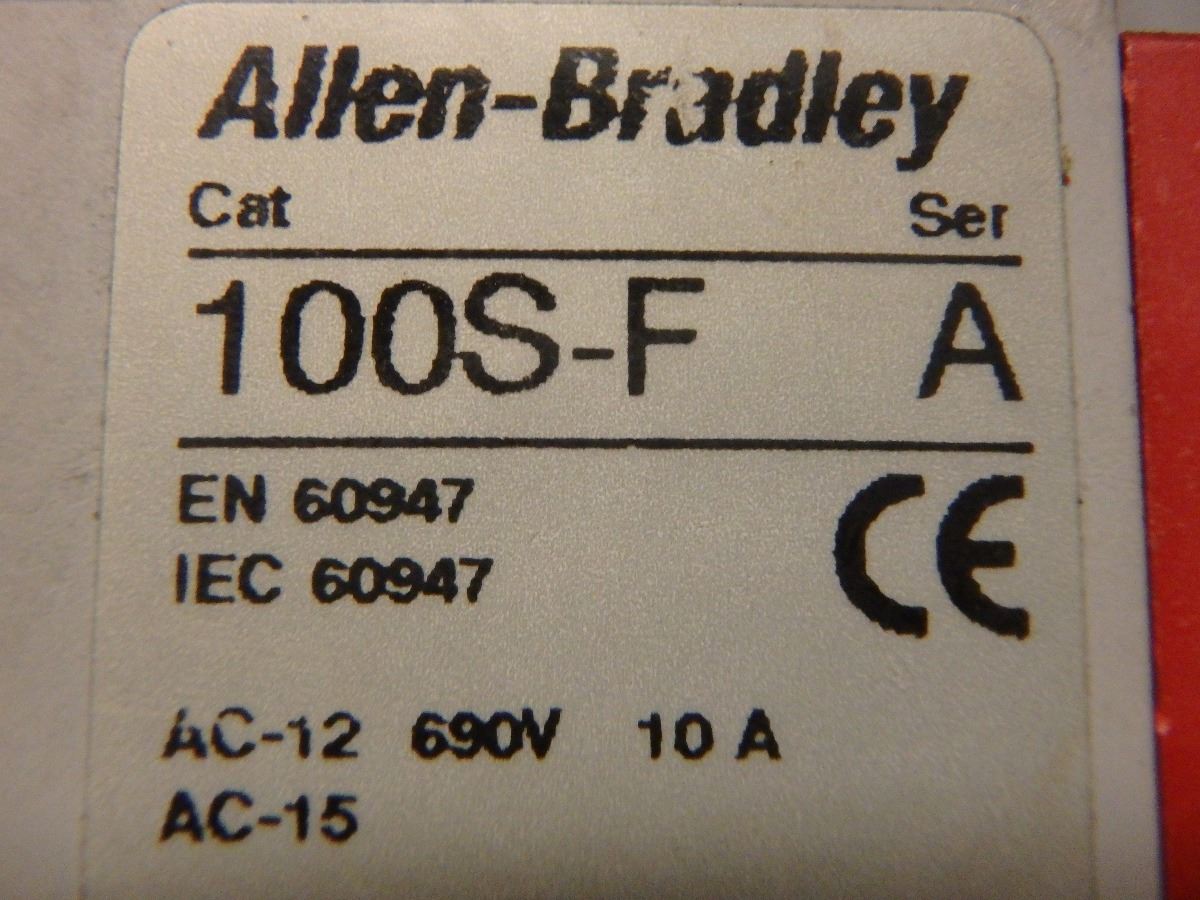 Allen-Bradley
Cat Ser
100S-F A
EN 60947
IEC 60947
CE
AC-12 690V 10 A
AC-15